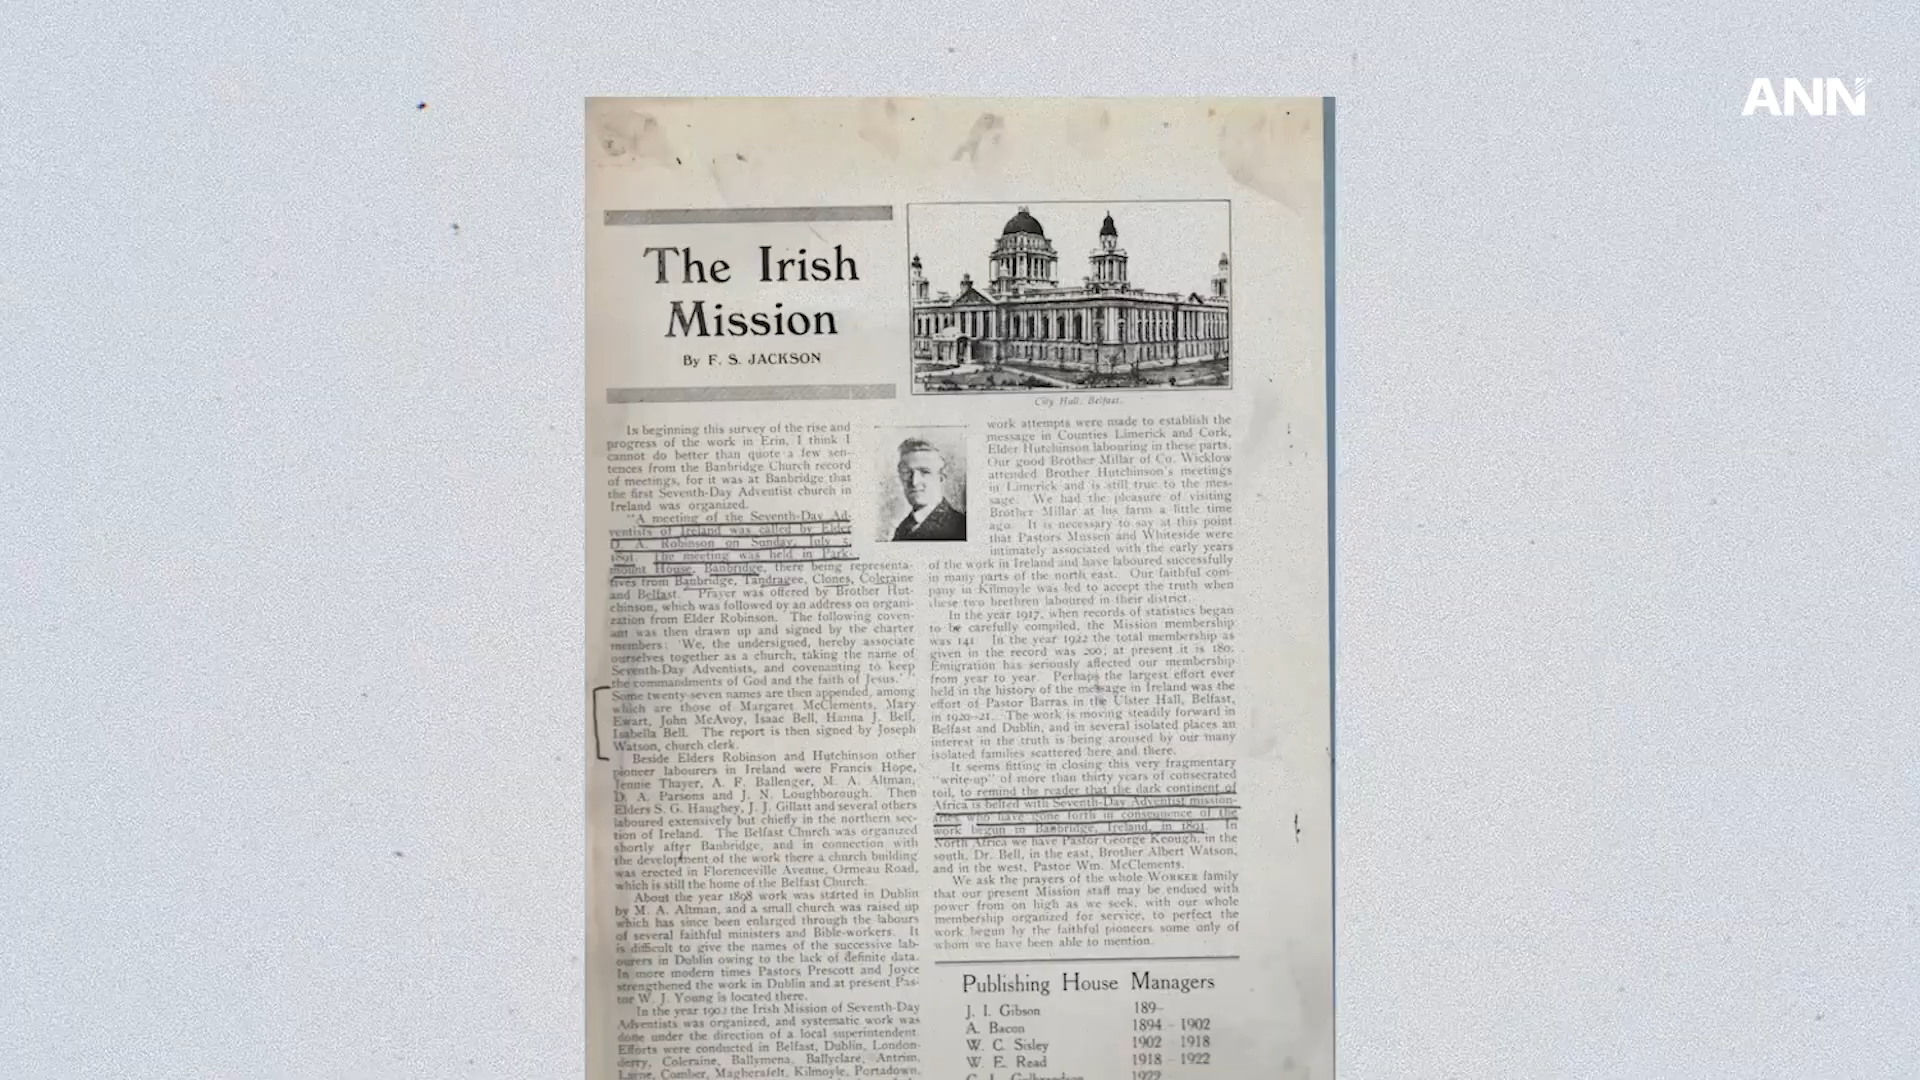 ANN
The Irish
Mission
By F. S. JACKSON
City Hall, Belfast.
In beginning this survey of the rise and
progress of the work in Erin, I think I
cannot do better than quote a few sen-
tences from the Banbridge Church record
of meetings, for it was at Banbridge that
the first Seventh-Day Adventist church in
Ireland was organized.
"A meeting of the Seventh-Day Ad-
ventists of Ireland was called by Elder
D. A. Robinson on Sunday, July 5,
1891. The meeting was held in Park-
mount House, Banbridge, there being representa-
tives from Banbridge, Tandragee, Clones, Coleraine
and Belfast. Prayer was offered by Brother Hut-
chinson, which was followed by an address on organi-
zation from Elder Robinson. The following coven-
ant was then drawn up and signed by the charter
members: 'We, the undersigned, hereby associate
ourselves together as a church, taking the name of
Seventh-Day Adventists, and covenanting to keep
the commandments of God and the faith of Jesus.'"
Some twenty-seven names are then appended, among
which are those of Margaret McClements, Mary
Ewart, John McAvoy, Isaac Bell, Hanna J. Bell,
Isabella Bell. The report is then signed by Joseph
Watson, church clerk.
Beside Elders Robinson and Hutchinson other
pioneer labourers in Ireland were Francis Hope,
Jennie Thayer, A. F. Ballenger, M. A. Altman,
D. A. Parsons and J. N. Loughborough. Then
Elders S. G. Haughey, J. J. Gillatt and several others
laboured extensively but chiefly in the northern sec-
tion of Ireland. The Belfast Church was organized
shortly after Banbridge, and in connection with
the development of the work there a church building
was erected in Florenceville Avenue, Ormeau Road,
which is still the home of the Belfast Church.
About the year 1898 work was started in Dublin
by M. A. Altman, and a small church was raised up
which has since been enlarged through the labours
of several faithful ministers and Bible-workers. It
is difficult to give the names of the successive lab-
ourers in Dublin owing to the lack of definite data.
In more modern times Pastors Prescott and Joyce
strengthened the work in Dublin and at present Pas-
tor W. J. Young is located there.
In the year 1902 the Irish Mission of Seventh-Day
Adventists was organized, and systematic work was
done under the direction of a local superintendent.
Efforts were conducted in Belfast, Dublin, London-
derry, Coleraine, Ballymena, Ballyclare, Antrim,
Larne, Comber, Magherafelt, Kilmoyle, Portadown,
work attempts were made to establish the
message in Counties Limerick and Cork,
Elder Hutchinson labouring in these parts.
Our good Brother Millar of Co. Wicklow
attended Brother Hutchinson's meetings
in Limerick and is still true to the mes-
sage. We had the pleasure of visiting
Brother Millar at his farm a little time
ago. It is necessary to say at this point
that Pastors Mussen and Whiteside were
intimately associated with the early years
of the work in Ireland and have laboured successfully
in many parts of the north east. Our faithful com-
pany in Kilmoyle was led to accept the truth when
these two brethren laboured in their district.
In the year 1917, when records of statistics began
to be carefully compiled, the Mission membership
was 141. In the year 1922 the total membership as
given in the record was 200; at present it is 180.
Emigration has seriously affected our membership
from year to year. Perhaps the largest effort ever
held in the history of the message in Ireland was the
effort of Pastor Barras in the Ulster Hall, Belfast,
in 1920-21. The work is moving steadily forward in
Belfast and Dublin, and in several isolated places an
interest in the truth is being aroused by our many
isolated families scattered here and there.
It seems fitting in closing this very fragmentary
"write-up" of more than thirty years of consecrated
toil, to remind the reader that the dark continent of
Africa is belted with Seventh-Day Adventist mission-
aries who have gone forth in consequence of the
work begun in Banbridge, Ireland, in 1891. In
North Africa we have Pastor George Keough, in the
south, Dr. Bell, in the east, Brother Albert Watson,
and in the west, Pastor Wm. McClements.
We ask the prayers of the whole WORKER family
that our present Mission staff may be endued with
power from on high as we seek, with our whole
membership organized for service, to perfect the
work begun by the faithful pioneers some only of
whom we have been able to mention.
Publishing House Managers
J. I. Gibson 189-
A. Bacon 1894 - 1902
W. C. Sisley 1902 - 1918
W. E. Read 1918 - 1922
1922